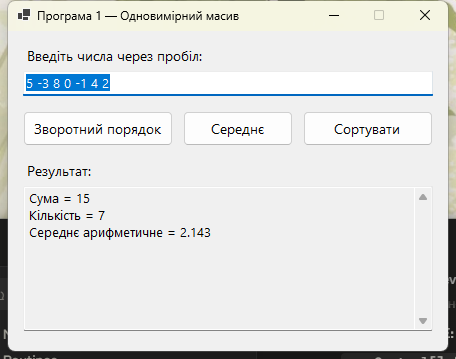 Програма 1 — Одновимірний масив
Введіть числа через пробіл:
5 -3 8 0 -1 4 2
Зворотний порядок
Середнє
Сортувати
Результат:
Сума = 15
Кількість = 7
Середнє арифметичне = 2.143